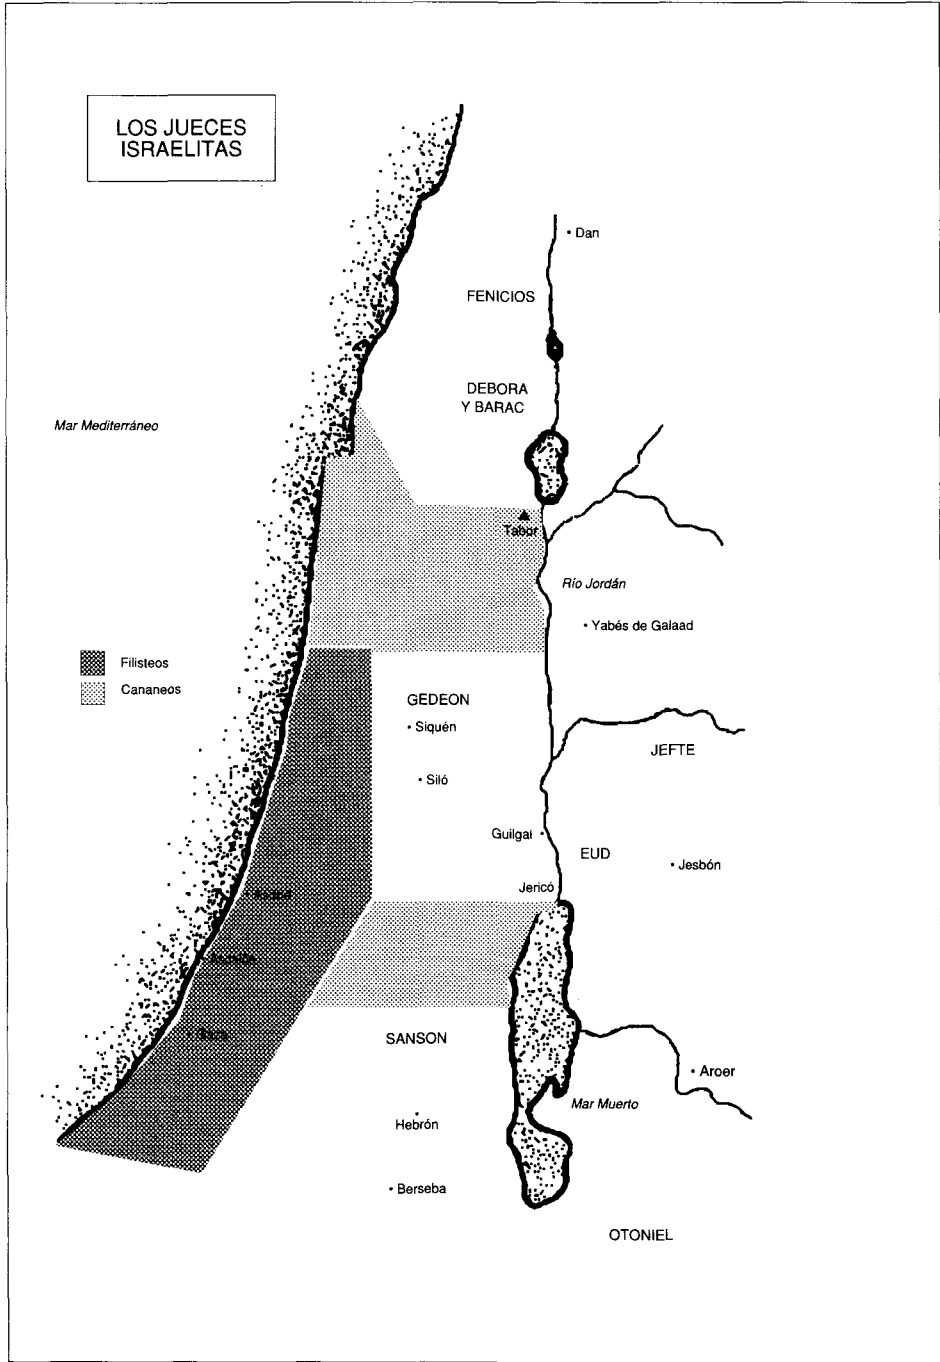 LOS JUECES
ISRAELITAS
Dan
FENICIOS
DEBORA
Y BARAC
Mar Mediterráneo
Tabor
Río Jordán
Yabés de Galaad
Filisteos
Cananeos
GEDEON
Siquén
JEFTE
Siló
Guilgal
EUD
Jesbón
Jericó
SANSON
Aroer
Mar Muerto
Hebrón
Berseba
OTONIEL